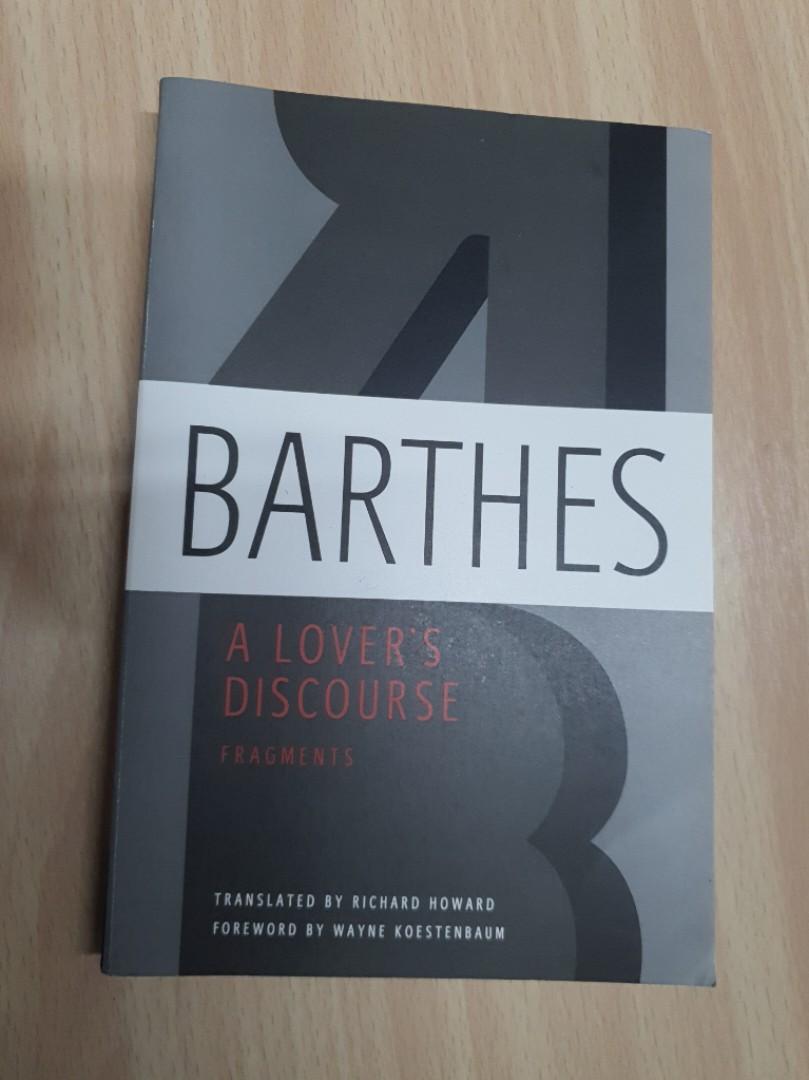 BARTHES
A LOVER'S
DISCOURSE
FRAGMENTS
TRANSLATED BY RICHARD HOWARD
FOREWORD BY WAYNE KOESTENBAUM